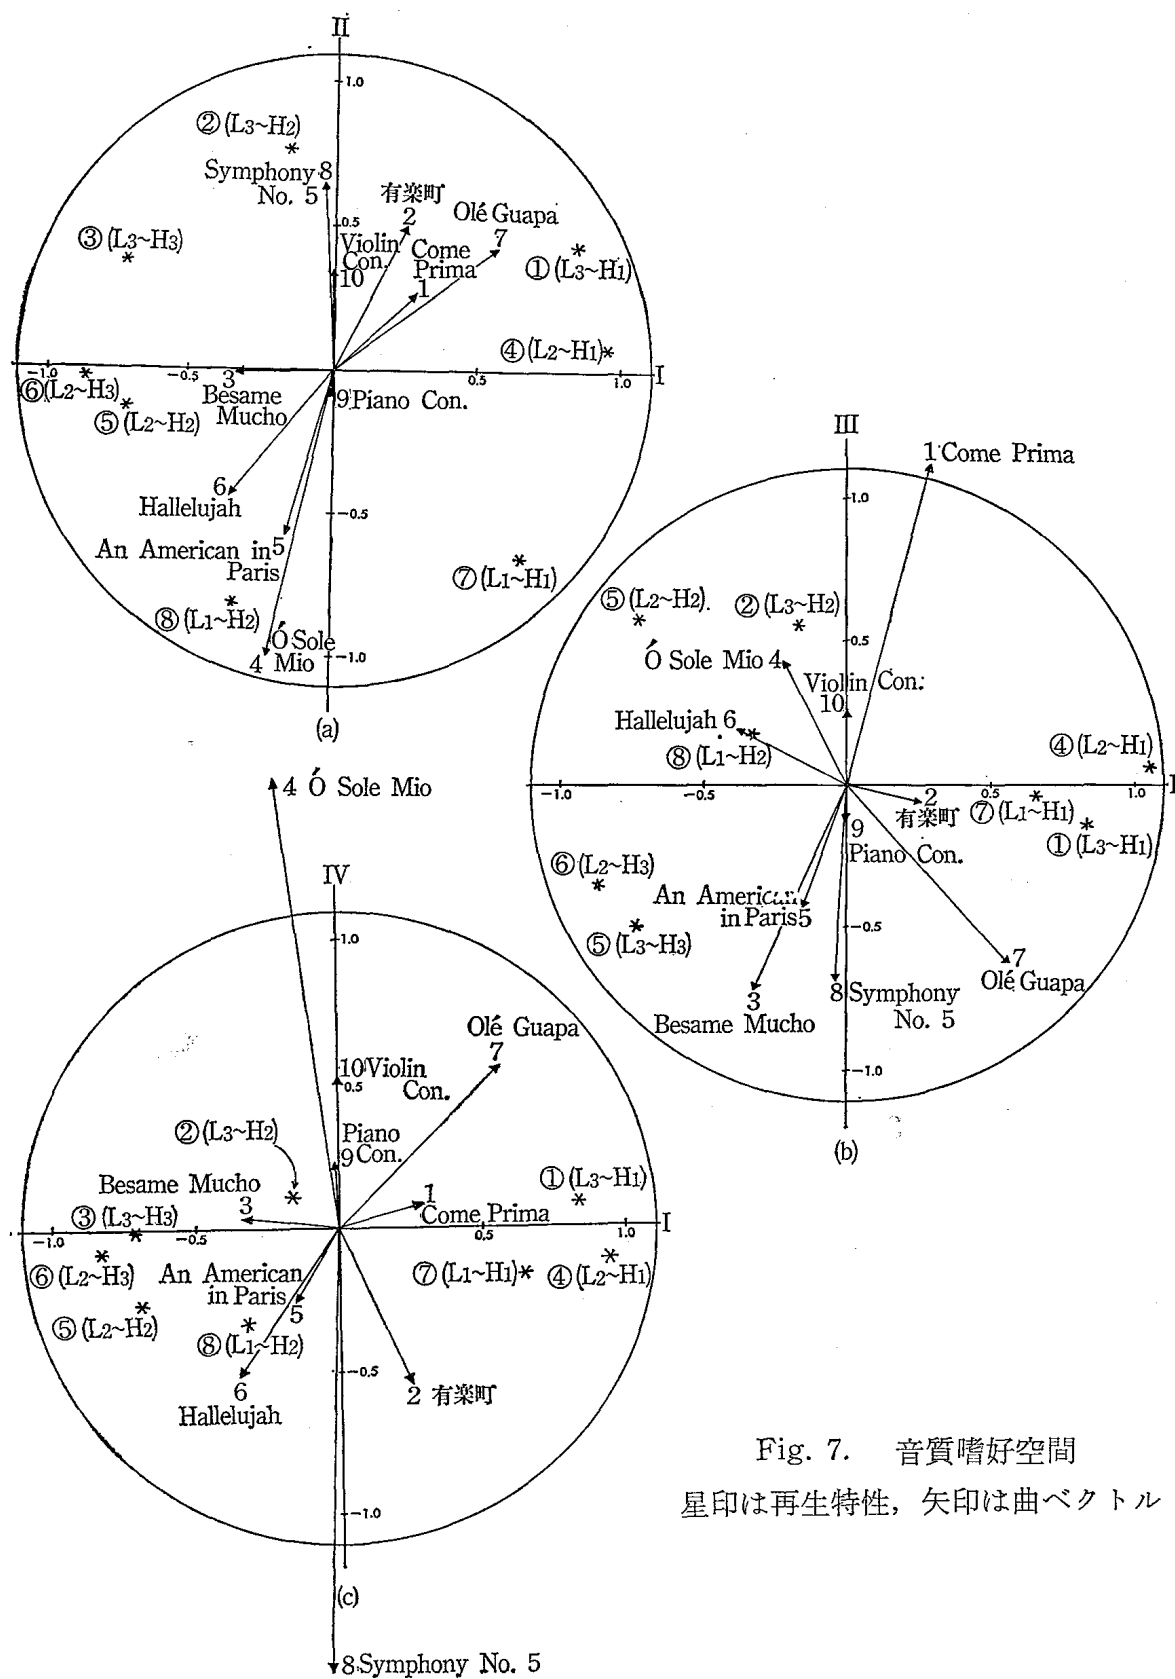 II
1.0
②(L3~H2)
Symphony 8
No. 5
有楽町
2
Olé Guapa
7
0.5
③(L3~H3)
Violin
Con.
10
Come
Prima
1
①(L3~H1)
④(L2~H1)
I
-1.0
-0.5
0.5
1.0
⑥(L2~H3)
3
Besame
Mucho
9 Piano Con.
⑤(L2~H2)
6
Hallelujah
-0.5
An American in 5
Paris
⑦(L1~H1)
⑧(L1~H2)
Ó Sole
4 Mio
-1.0
(a)
III
1 Come Prima
1.0
⑤(L2~H2).
②(L3~H2)
0.5
Ó Sole Mio 4
Violin Con.
10
Hallelujah 6
⑧(L1~H2)
④(L2~H1)
I
-1.0
-0.5
0.5
1.0
2
有楽町
⑦(L1~H1)
①(L3~H1)
9
Piano Con.
⑥(L2~H3)
An American
in Paris 5
⑤(L3~H3)
-0.5
7
Olé Guapa
3
Besame Mucho
8 Symphony
No. 5
-1.0
(b)
4 Ó Sole Mio
IV
1.0
Olé Guapa
7
10 Violin
Con.
0.5
②(L3~H2)
Piano
9 Con.
Besame Mucho
3
1
Come Prima
①(L3~H1)
③(L3~H3)
I
-1.0
-0.5
0.5
1.0
⑥(L2~H3)
An American
in Paris
5
⑦(L1~H1)
④(L2~H1)
⑤(L2~H2)
⑧(L1~H2)
-0.5
6
Hallelujah
2 有楽町
-1.0
(c)
8 Symphony No. 5
Fig. 7. 音質嗜好空間
星印は再生特性，矢印は曲ベクトル